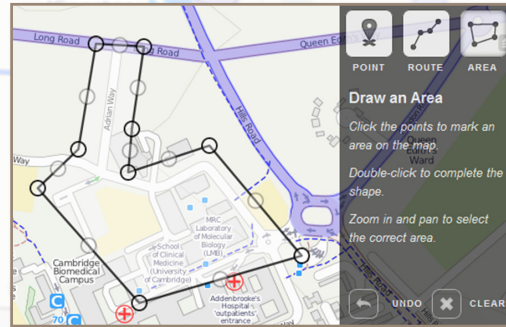 Long Road
Road
Queen Ed
POINT
ROUTE
AREA
Adrian Way
Hills Road
Draw an Area
Click the points to mark an
area on the map.
Queen
Edith's
Ward
Double-click to complete the
shape.
Zoom in and pan to select
the correct area.
Way
MRC
Laboratory
of Molecular
Biology
(LMB)
School
of Clinical
Medicine
(University
of Cambridge)
Cambridge
Biomedical
Campus
Addenbrooke's
Hospital
'outpatients'
entrance
C
70
C
UNDO
CLEAR